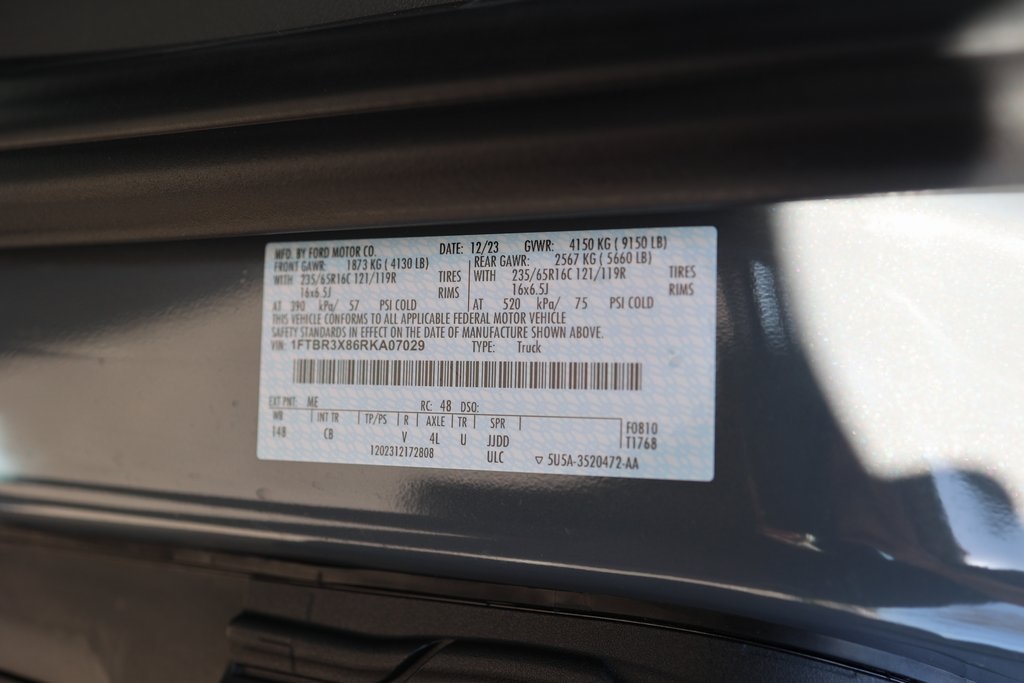 MFD. BY FORD MOTOR CO. DATE: 12/23 GVWR: 4150 KG ( 9150 LB)
FRONT GAWR: 1873 KG ( 4130 LB) REAR GAWR: 2567 KG ( 5660 LB)
WITH 235/65R16C 121/119R TIRES WITH 235/65R16C 121/119R TIRES
16x6.5J RIMS 16x6.5J RIMS
AT 390 kPa/ 57 PSI COLD AT 520 kPa/ 75 PSI COLD
THIS VEHICLE CONFORMS TO ALL APPLICABLE FEDERAL MOTOR VEHICLE
SAFETY STANDARDS IN EFFECT ON THE DATE OF MANUFACTURE SHOWN ABOVE.
VIN: 1FTBR3X86RKA07029 TYPE: Truck
EXT PNT: ME RC: 48 DSO:
WB INT TR TP/PS R AXLE TR SPR F0810
148 CB V 4L U JJDD T1768
1202312172808 ULC ▽ 5U5A-3520472-AA